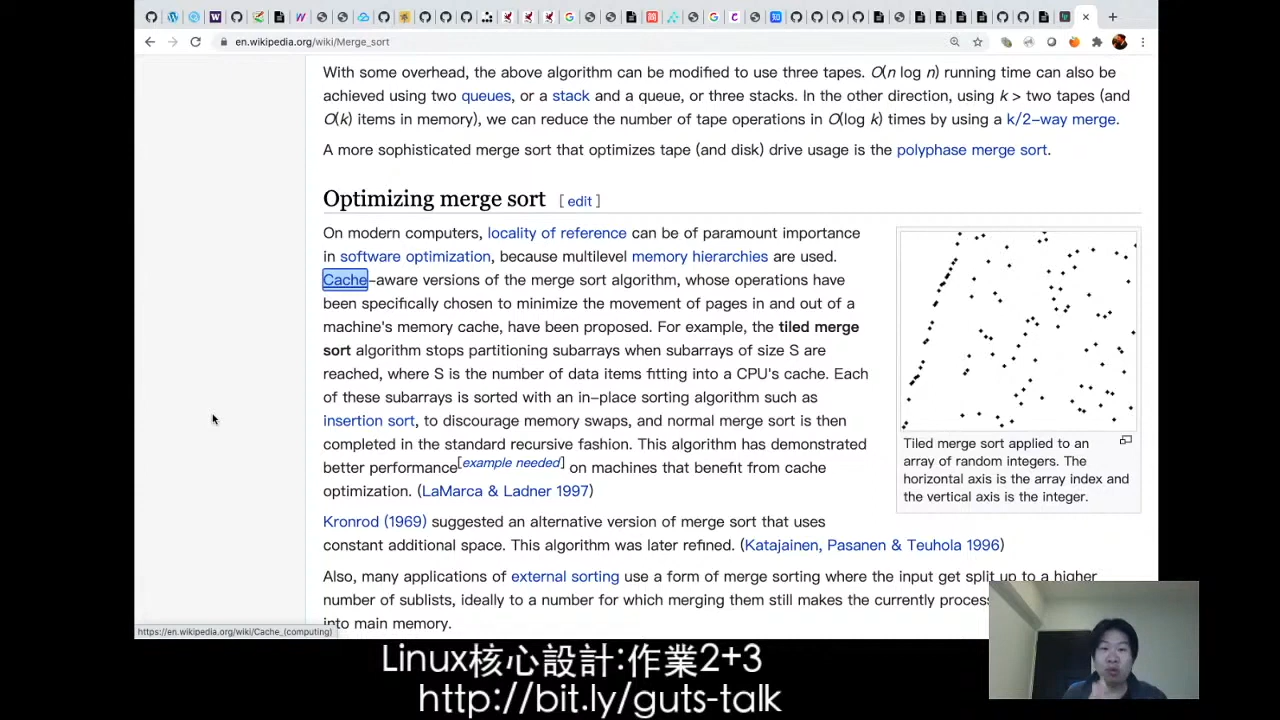 en.wikipedia.org/wiki/Merge_sort
With some overhead, the above algorithm can be modified to use three tapes. O(n log n) running time can also be
achieved using two queues, or a stack and a queue, or three stacks. In the other direction, using k > two tapes (and
O(k) items in memory), we can reduce the number of tape operations in O(log k) times by using a k/2-way merge.
A more sophisticated merge sort that optimizes tape (and disk) drive usage is the polyphase merge sort.
Optimizing merge sort [ edit ]
On modern computers, locality of reference can be of paramount importance
in software optimization, because multilevel memory hierarchies are used.
Cache-aware versions of the merge sort algorithm, whose operations have
been specifically chosen to minimize the movement of pages in and out of a
machine's memory cache, have been proposed. For example, the tiled merge
sort algorithm stops partitioning subarrays when subarrays of size S are
reached, where S is the number of data items fitting into a CPU's cache. Each
of these subarrays is sorted with an in-place sorting algorithm such as
insertion sort, to discourage memory swaps, and normal merge sort is then
completed in the standard recursive fashion. This algorithm has demonstrated
better performance[example needed] on machines that benefit from cache
optimization. (LaMarca & Ladner 1997)
Tiled merge sort applied to an
array of random integers. The
horizontal axis is the array index and
the vertical axis is the integer.
Kronrod (1969) suggested an alternative version of merge sort that uses
constant additional space. This algorithm was later refined. (Katajainen, Pasanen & Teuhola 1996)
Also, many applications of external sorting use a form of merge sorting where the input get split up to a higher
number of sublists, ideally to a number for which merging them still makes the currently process
into main memory.
https://en.wikipedia.org/wiki/Cache_(computing)
Linux核心設計:作業2+3
http://bit.ly/guts-talk